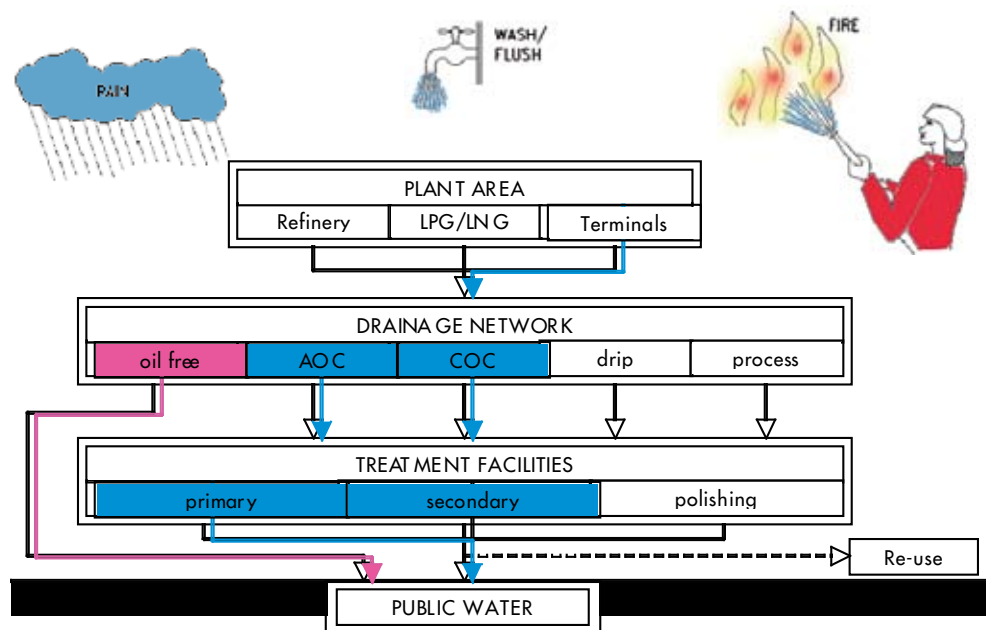 PAIN
WASH/
FLUSH
FIRE
PLANT AREA
Refinery
LPG/LNG
Terminals
DRAINAGE NETWORK
oil free
AOC
COC
drip
process
TREATMENT FACILITIES
primary
secondary
polishing
Re-use
PUBLIC WATER